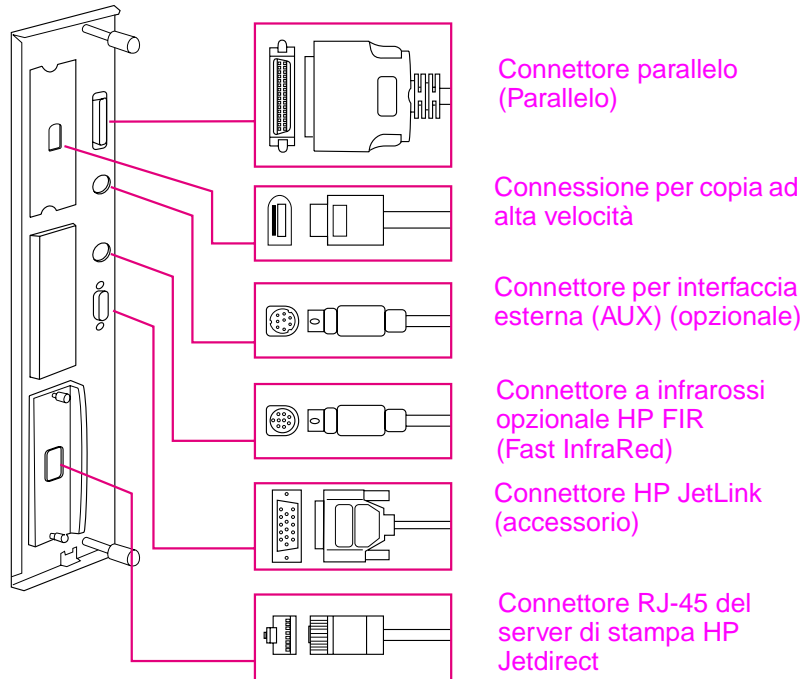 Connettore parallelo
(Parallelo)
Connessione per copia ad
alta velocità
Connettore per interfaccia
esterna (AUX) (opzionale)
Connettore a infrarossi
opzionale HP FIR
(Fast InfraRed)
Connettore HP JetLink
(accessorio)
Connettore RJ-45 del
server di stampa HP
Jetdirect